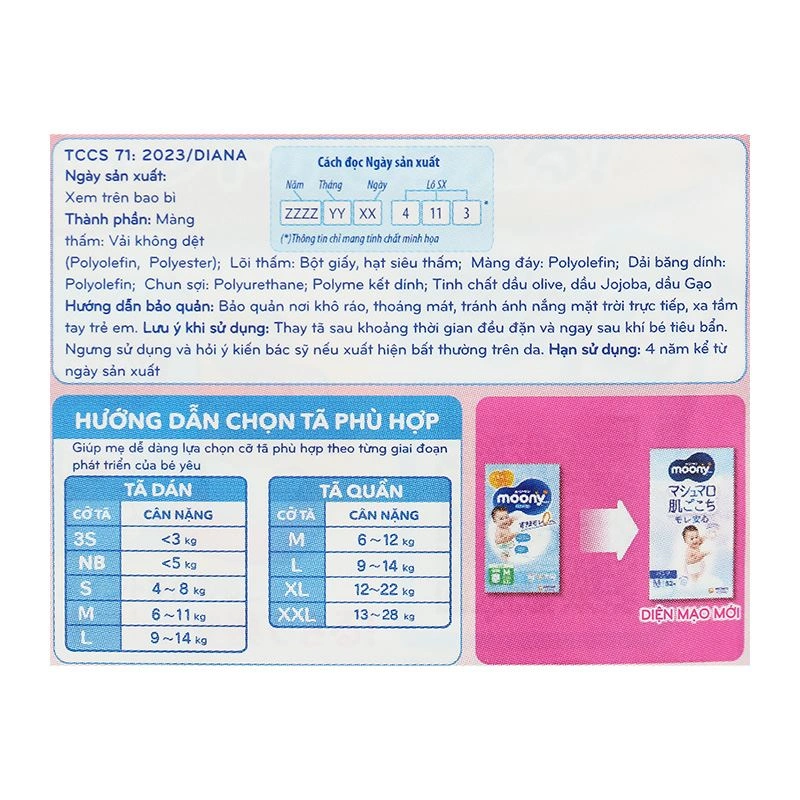 TCCS 71: 2023/DIANA
Ngày sản xuất:
Xem trên bao bì
Thành phần: Màng
thấm: Vải không dệt
Cách đọc Ngày sản xuất
Năm Tháng Ngày Lô SX
ZZZZ YY XX 4 11 3 *
(*)Thông tin chỉ mang tính chất minh họa
(Polyolefin, Polyester); Lõi thấm: Bột giấy, hạt siêu thấm; Màng đáy: Polyolefin; Dải băng dính:
Polyolefin; Chun sợi: Polyurethane; Polyme kết dính; Tinh chất dầu olive, dầu Jojoba, dầu Gạo
Hướng dẫn bảo quản: Bảo quản nơi khô ráo, thoáng mát, tránh ánh nắng mặt trời trực tiếp, xa tầm
tay trẻ em. Lưu ý khi sử dụng: Thay tã sau khoảng thời gian đều đặn và ngay sau khi bé tiêu bẩn.
Ngưng sử dụng và hỏi ý kiến bác sỹ nếu xuất hiện bất thường trên da. Hạn sử dụng: 4 năm kể từ
ngày sản xuất
HƯỚNG DẪN CHỌN TÃ PHÙ HỢP
Giúp mẹ dễ dàng lựa chọn cỡ tã phù hợp theo từng giai đoạn
phát triển của bé yêu
TÃ DÁN
CỠ TÃ CÂN NẶNG
3S <3 kg
NB <5 kg
S 4~8 kg
M 6~11 kg
L 9~14 kg
TÃ QUẦN
CỠ TÃ CÂN NẶNG
M 6~12 kg
L 9~14 kg
XL 12~22 kg
XXL 13~28 kg
moony
M
moony
マシュマロ
肌ごこち
モレ安心
DIỆN MẠO MỚI